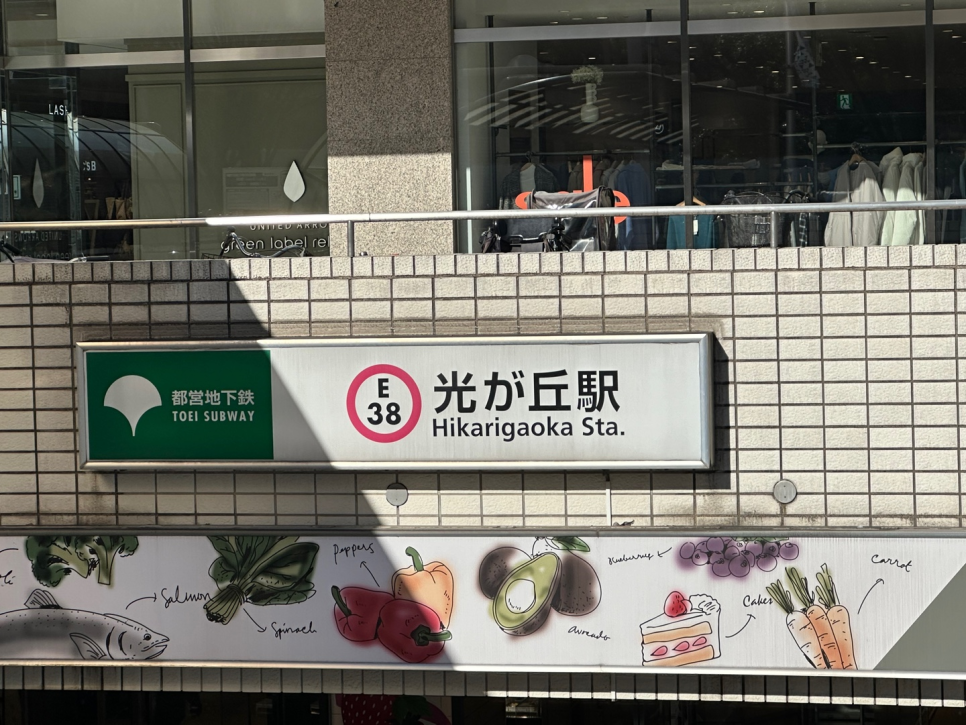 UNITED ARRO
green label re
都営地下鉄
TOEI SUBWAY
E
38
光が丘駅
Hikarigaoka Sta.
Salmon
Spinach
Peppers
Avocado
Blueberries
Cakes
Carrot